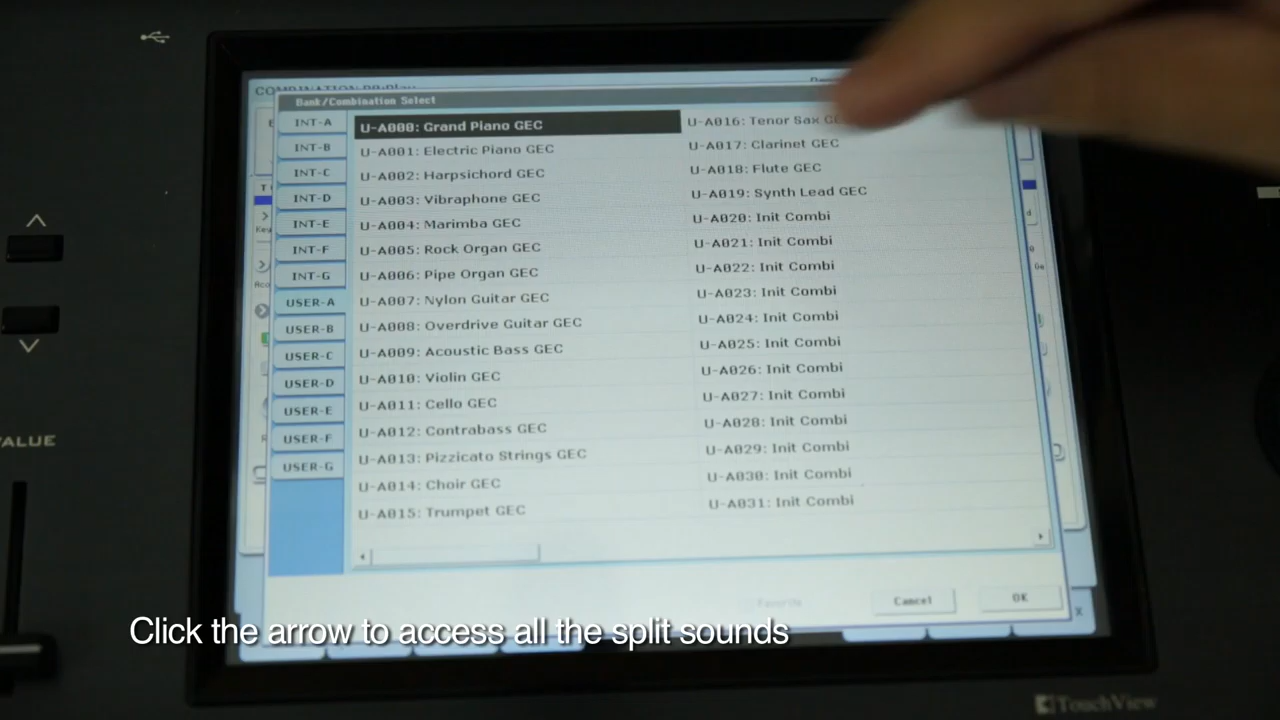 COMBINATION P0:Play
Bank/Combination Select
INT-A
INT-B
INT-C
INT-D
INT-E
INT-F
INT-G
USER-A
USER-B
USER-C
USER-D
USER-E
USER-F
USER-G
U-A000: Grand Piano GEC
U-A001: Electric Piano GEC
U-A002: Harpsichord GEC
U-A003: Vibraphone GEC
U-A004: Marimba GEC
U-A005: Rock Organ GEC
U-A006: Pipe Organ GEC
U-A007: Nylon Guitar GEC
U-A008: Overdrive Guitar GEC
U-A009: Acoustic Bass GEC
U-A010: Violin GEC
U-A011: Cello GEC
U-A012: Contrabass GEC
U-A013: Pizzicato Strings GEC
U-A014: Choir GEC
U-A015: Trumpet GEC
U-A016: Tenor Sax
U-A017: Clarinet GEC
U-A018: Flute GEC
U-A019: Synth Lead GEC
U-A020: Init Combi
U-A021: Init Combi
U-A022: Init Combi
U-A023: Init Combi
U-A024: Init Combi
U-A025: Init Combi
U-A026: Init Combi
U-A027: Init Combi
U-A028: Init Combi
U-A029: Init Combi
U-A030: Init Combi
U-A031: Init Combi
Favorite
Cancel
OK
VALUE
Click the arrow to access all the split sounds
TouchView